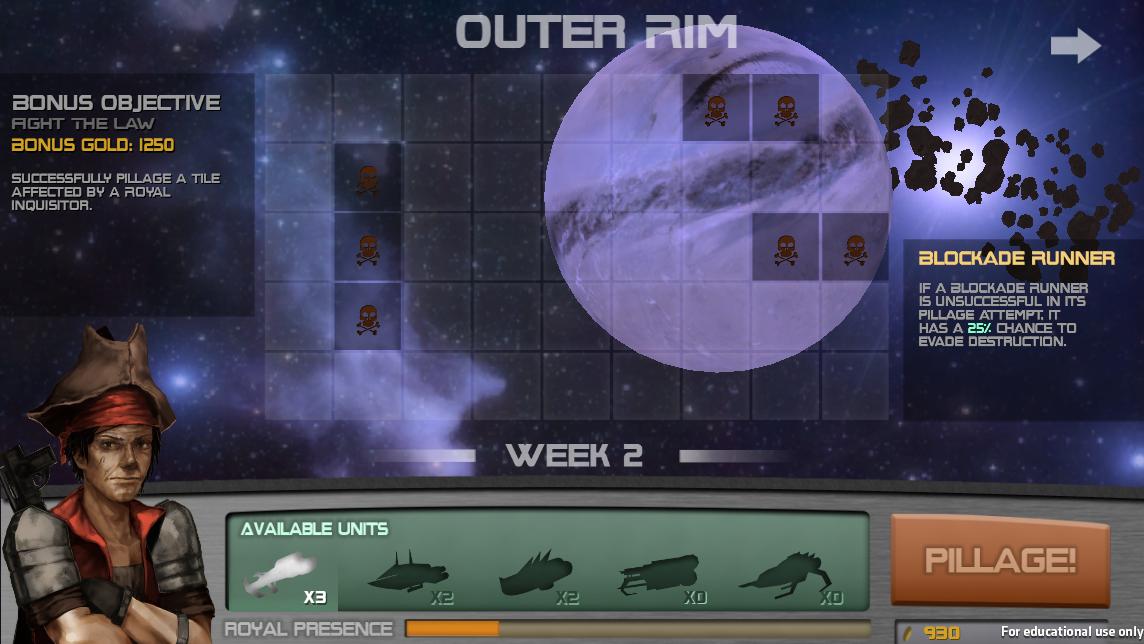 OUTER RIM
BONUS OBJECTIVE
FIGHT THE LAW
BONUS GOLD: 1250
SUCCESSFULLY PILLAGE A TILE
AFFECTED BY A ROYAL
INQUISITOR.
BLOCKADE RUNNER
IF A BLOCKADE RUNNER
IS UNSUCCESSFUL IN ITS
PILLAGE ATTEMPT, IT
HAS A 25% CHANCE TO
EVADE DESTRUCTION.
WEEK 2
AVAILABLE UNITS
X3
X2
X2
X0
X0
PILLAGE!
ROYAL PRESENCE
930
For educational use only